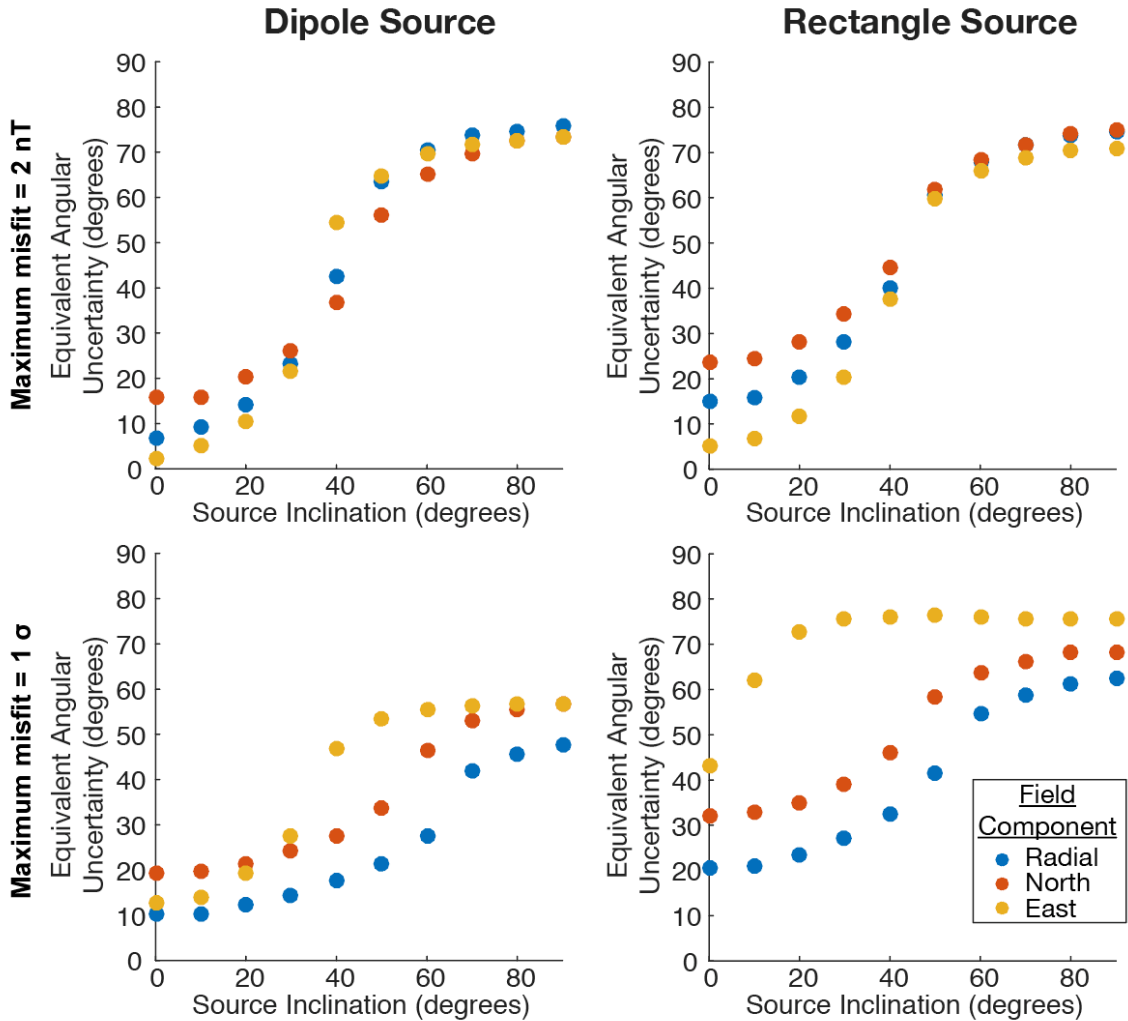 Dipole Source
Rectangle Source
Maximum misfit = 2 nT
Equivalent Angular
Uncertainty (degrees)
90
80
70
60
50
40
30
20
10
0
0 20 40 60 80
Source Inclination (degrees)
Equivalent Angular
Uncertainty (degrees)
90
80
70
60
50
40
30
20
10
0
0 20 40 60 80
Source Inclination (degrees)
Maximum misfit = 1 σ
Equivalent Angular
Uncertainty (degrees)
90
80
70
60
50
40
30
20
10
0
0 20 40 60 80
Source Inclination (degrees)
Equivalent Angular
Uncertainty (degrees)
90
80
70
60
50
40
30
20
10
0
0 20 40 60 80
Source Inclination (degrees)
Field
Component
Radial
North
East